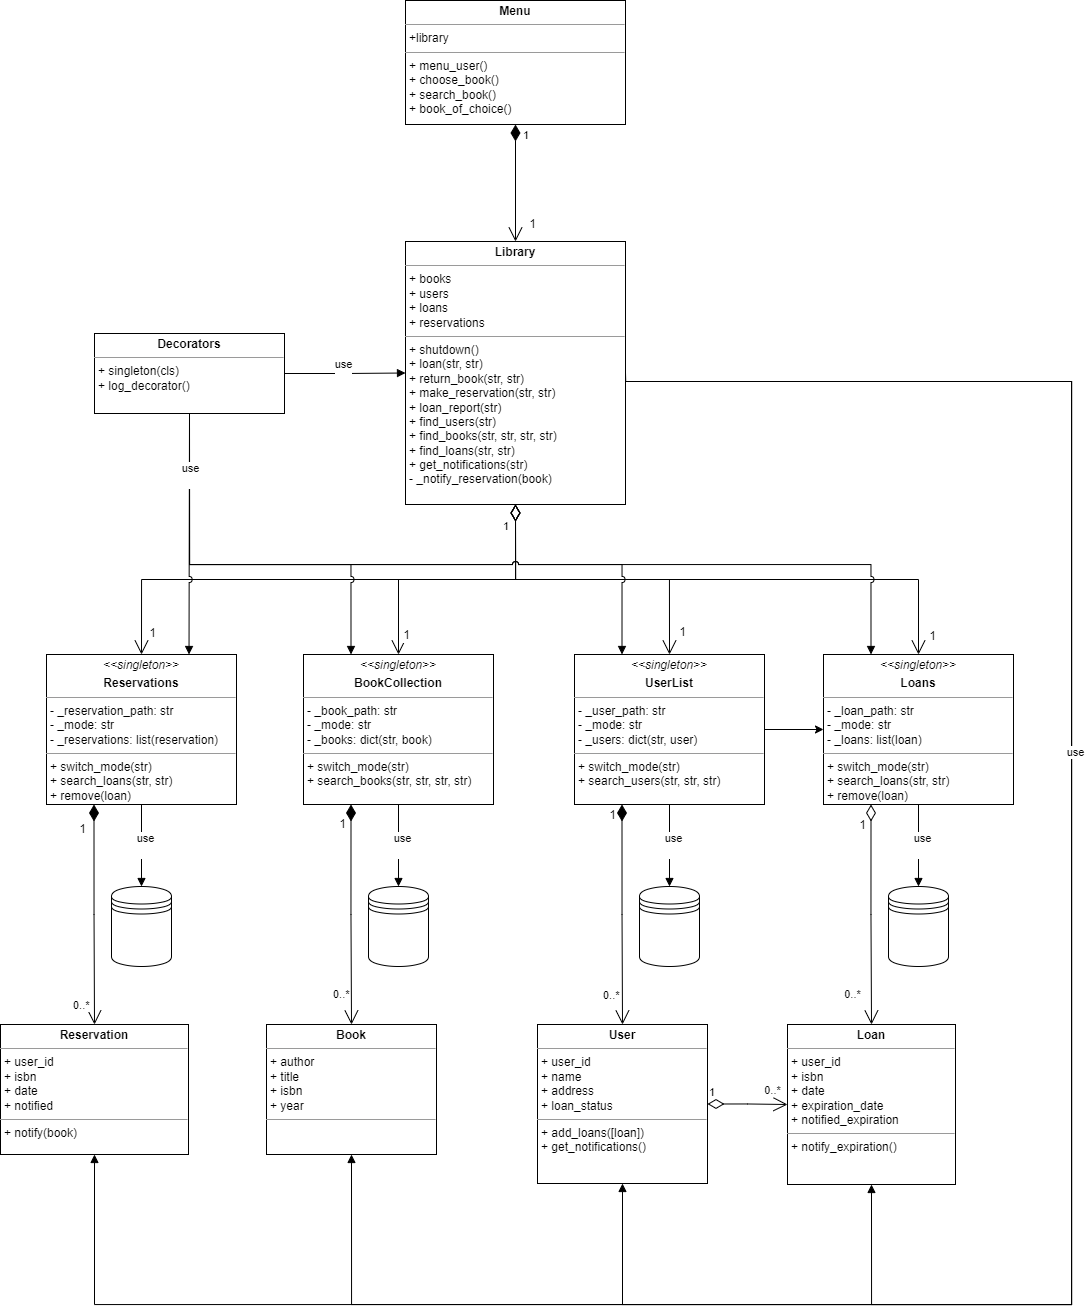 Menu
+library
+ menu_user()
+ choose_book()
+ search_book()
+ book_of_choice()
1
1
Library
+ books
+ users
+ loans
+ reservations
+ shutdown()
+ loan(str, str)
+ return_book(str, str)
+ make_reservation(str, str)
+ loan_report(str)
+ find_users(str)
+ find_books(str, str, str, str)
+ find_loans(str, str)
+ get_notifications(str)
- _notify_reservation(book)
Decorators
+ singleton(cls)
+ log_decorator()
use
use
1
1
1
1
1
<<singleton>>
Reservations
- _reservation_path: str
- _mode: str
- _reservations: list(reservation)
+ switch_mode(str)
+ search_loans(str, str)
+ remove(loan)
<<singleton>>
BookCollection
- _book_path: str
- _mode: str
- _books: dict(str, book)
+ switch_mode(str)
+ search_books(str, str, str, str)
<<singleton>>
UserList
- _user_path: str
- _mode: str
- _users: dict(str, user)
+ switch_mode(str)
+ search_users(str, str, str)
<<singleton>>
Loans
- _loan_path: str
- _mode: str
- _loans: list(loan)
+ switch_mode(str)
+ search_loans(str, str)
+ remove(loan)
use
1
use
1
use
1
use
1
use
0..*
0..*
0..*
0..*
Reservation
+ user_id
+ isbn
+ date
+ notified
+ notify(book)
Book
+ author
+ title
+ isbn
+ year
User
+ user_id
+ name
+ address
+ loan_status
+ add_loans([loan])
+ get_notifications()
1
0..*
Loan
+ user_id
+ isbn
+ date
+ expiration_date
+ notified_expiration
+ notify_expiration()